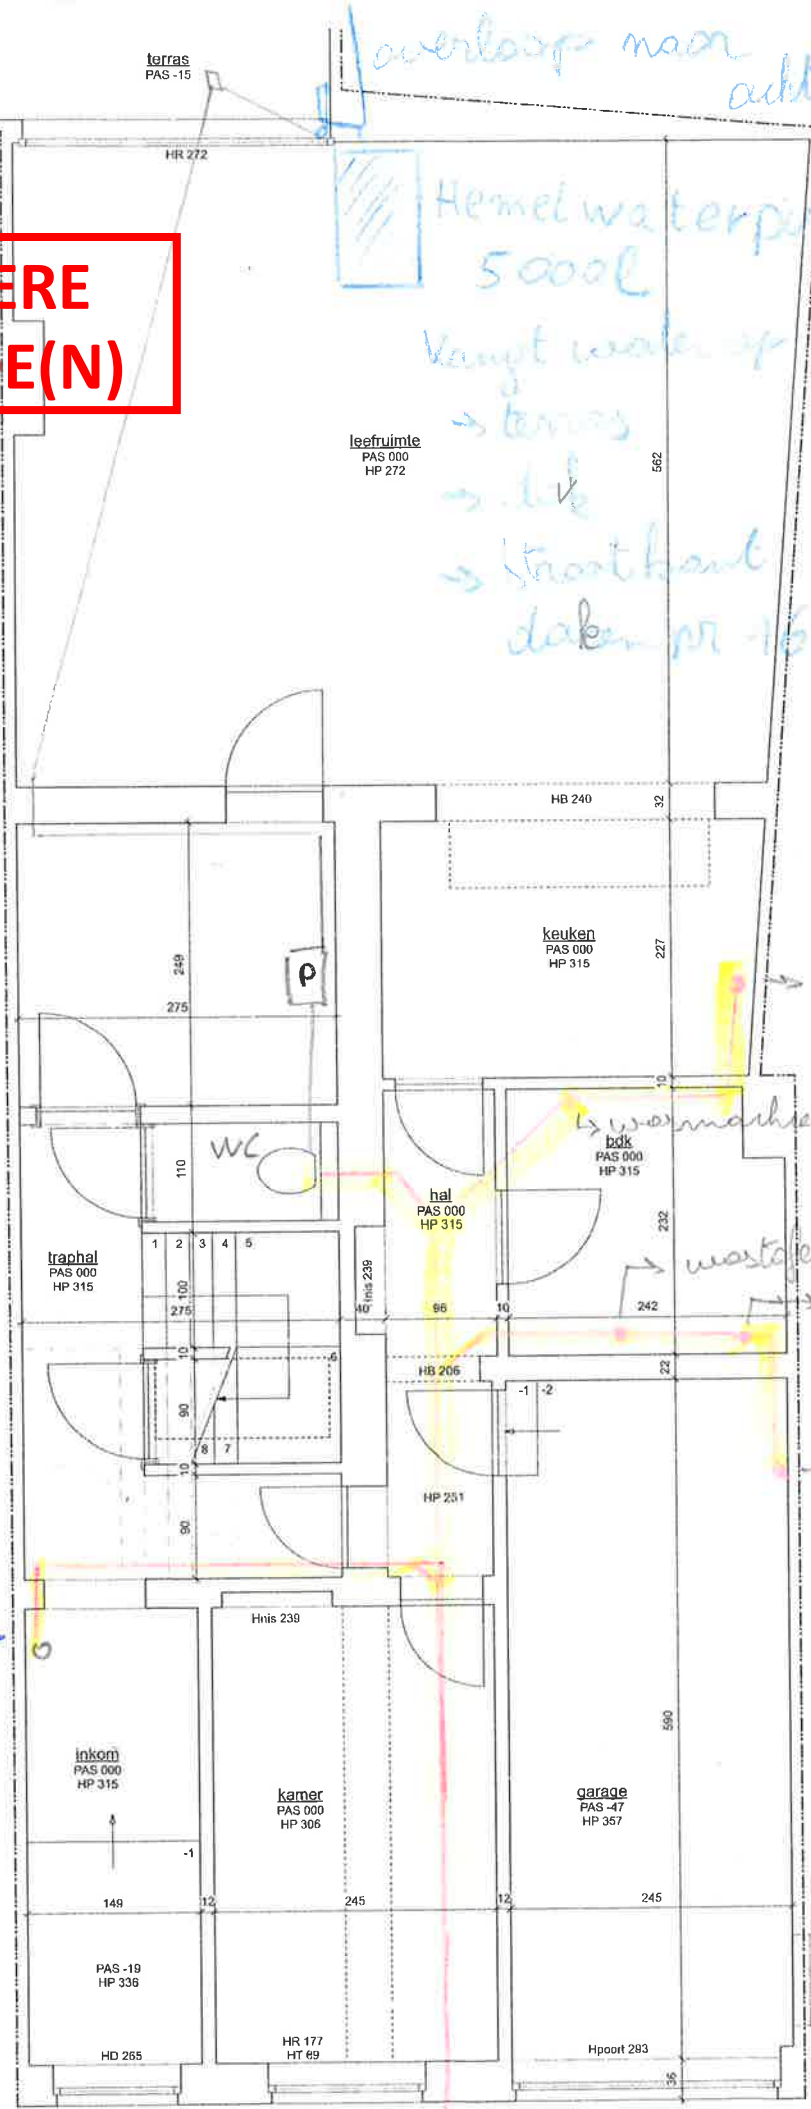 terras
PAS -15
overloop naar
acht
HR 272
Hemelwaterpu
5000l
ERE
E(N)
Vangt water op
→ terras
leefruimte
PAS 000
HP 272
562
→ straatkant
HB 240
32
keuken
PAS 000
HP 315
227
249
275
P
10
→ wasmachie
WC
bdk
PAS 000
HP 315
110
hal
PAS 000
HP 315
232
traphal
PAS 000
HP 315
1 2 3 4 5
Hnis 239
→ wastafe
100
275
40
96
10
242
10
6
HB 206
22
-1 -2
90
8 7
10
HP 251
90
Hnis 239
590
inkom
PAS 000
HP 315
kamer
PAS 000
HP 306
garage
PAS -47
HP 357
-1
149
12
245
12
245
PAS -19
HP 336
HR 177
HT 69
HD 265
Hpoort 293
36